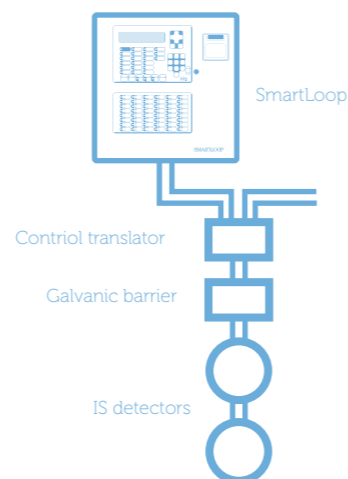 SmartLoop
Contriol translator
Galvanic barrier
IS detectors